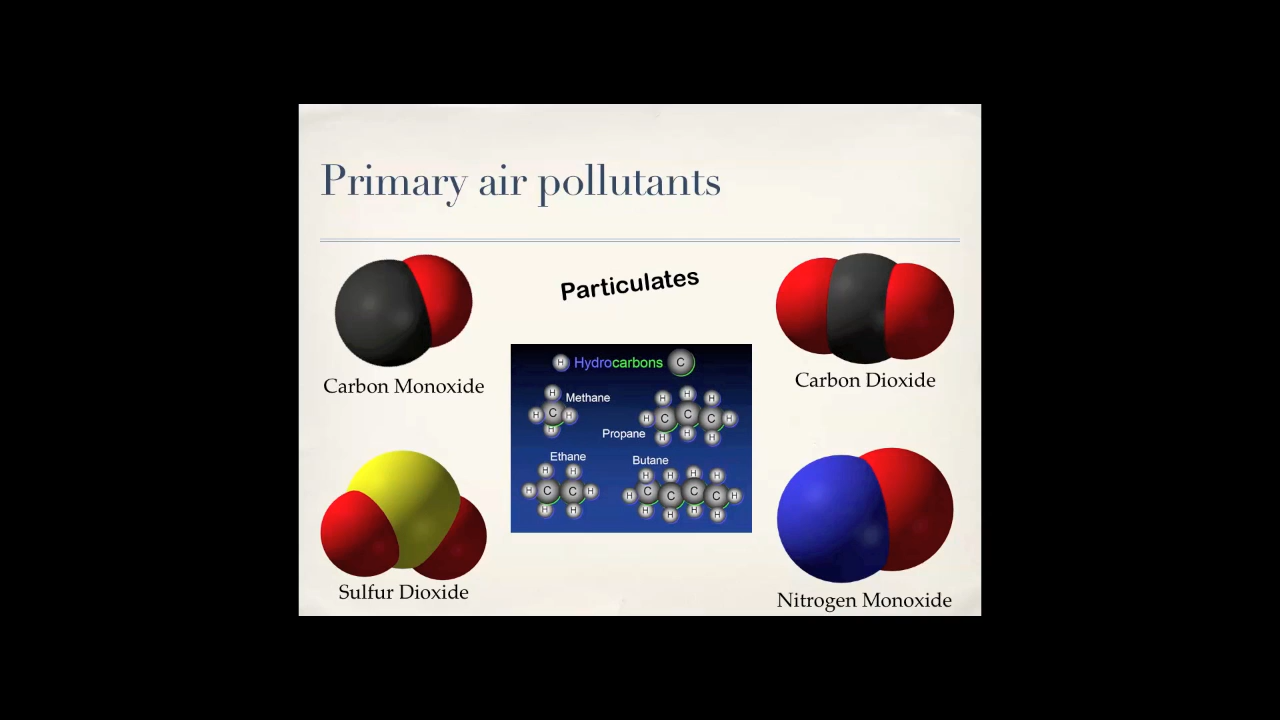 Primary air pollutants
Particulates
Carbon Monoxide
Carbon Dioxide
H Hydrocarbons C
Methane
H
H C H
H
Propane
H H H
H C C C H
H H H
Ethane
H H
H C C H
H H
Butane
H H H H
H C C C C H
H H H H
Sulfur Dioxide
Nitrogen Monoxide